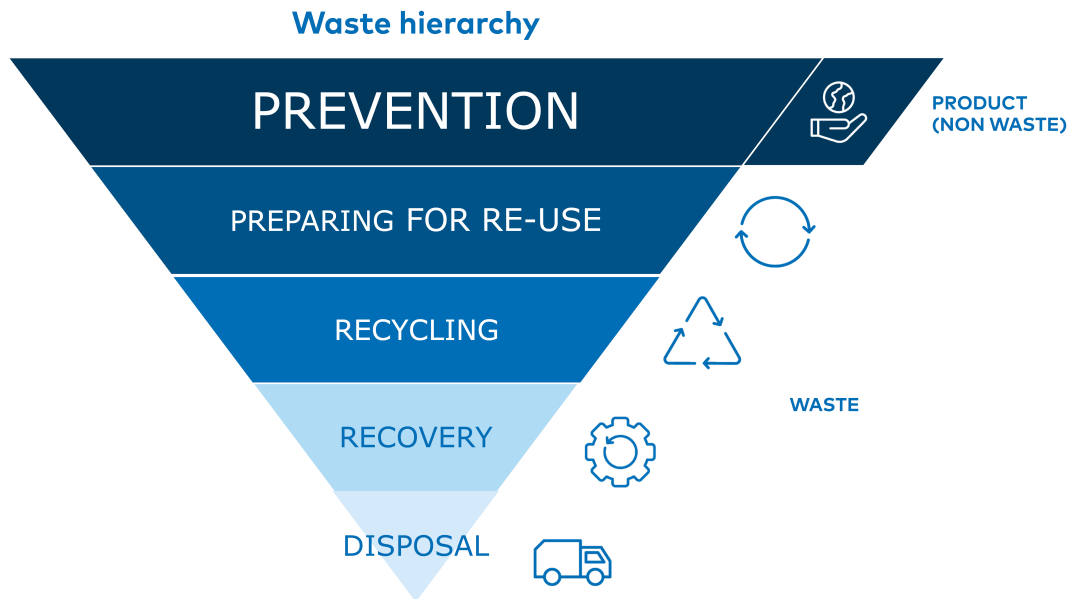 Waste hierarchy
PREVENTION
PRODUCT
(NON WASTE)
PREPARING FOR RE-USE
RECYCLING
WASTE
RECOVERY
DISPOSAL